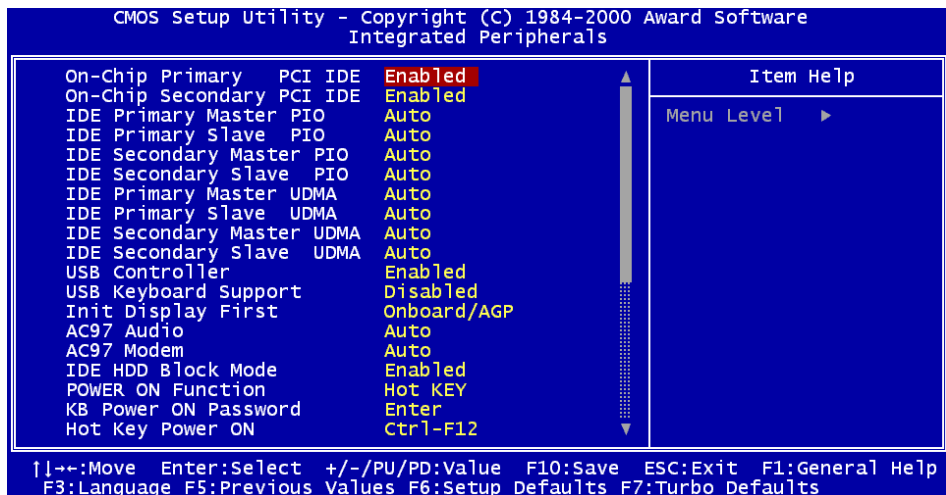 CMOS Setup Utility - Copyright (C) 1984-2000 Award Software
Integrated Peripherals
On-Chip Primary PCI IDE Enabled
On-Chip Secondary PCI IDE Enabled
IDE Primary Master PIO Auto
IDE Primary Slave PIO Auto
IDE Secondary Master PIO Auto
IDE Secondary Slave PIO Auto
IDE Primary Master UDMA Auto
IDE Primary Slave UDMA Auto
IDE Secondary Master UDMA Auto
IDE Secondary Slave UDMA Auto
USB Controller Enabled
USB Keyboard Support Disabled
Init Display First Onboard/AGP
AC97 Audio Auto
AC97 Modem Auto
IDE HDD Block Mode Enabled
POWER ON Function Hot KEY
KB Power ON Password Enter
Hot Key Power ON Ctrl-F12
Item Help
Menu Level ►
↑↓→←:Move Enter:Select +/-/PU/PD:Value F10:Save ESC:Exit F1:General Help
F3:Language F5:Previous Values F6:Setup Defaults F7:Turbo Defaults